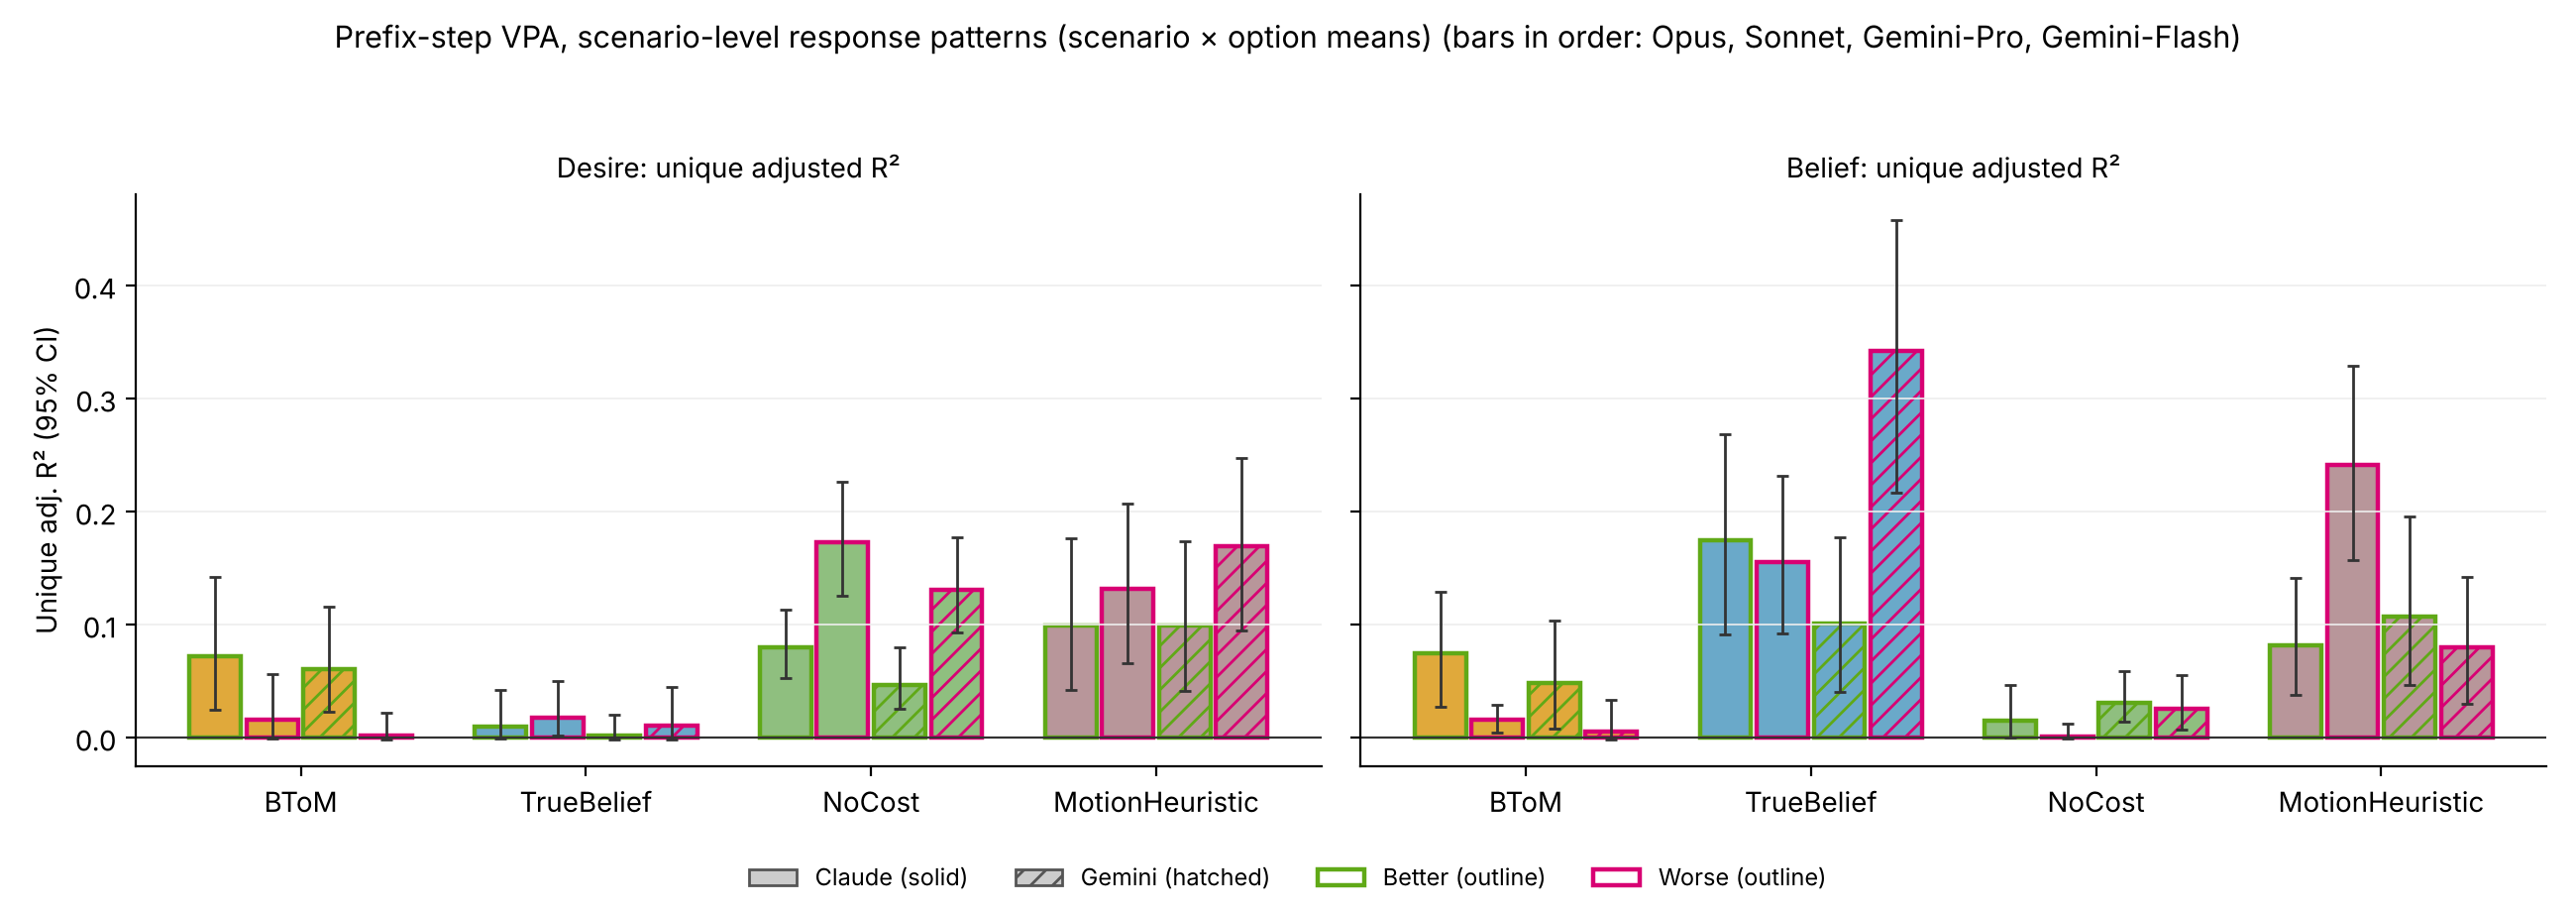 Prefix-step VPA, scenario-level response patterns (scenario × option means) (bars in order: Opus, Sonnet, Gemini-Pro, Gemini-Flash)
Desire: unique adjusted R²
Belief: unique adjusted R²
Unique adj. R² (95% CI)
0.4
0.3
0.2
0.1
0.0
BToM TrueBelief NoCost MotionHeuristic
BToM TrueBelief NoCost MotionHeuristic
Claude (solid) Gemini (hatched) Better (outline) Worse (outline)